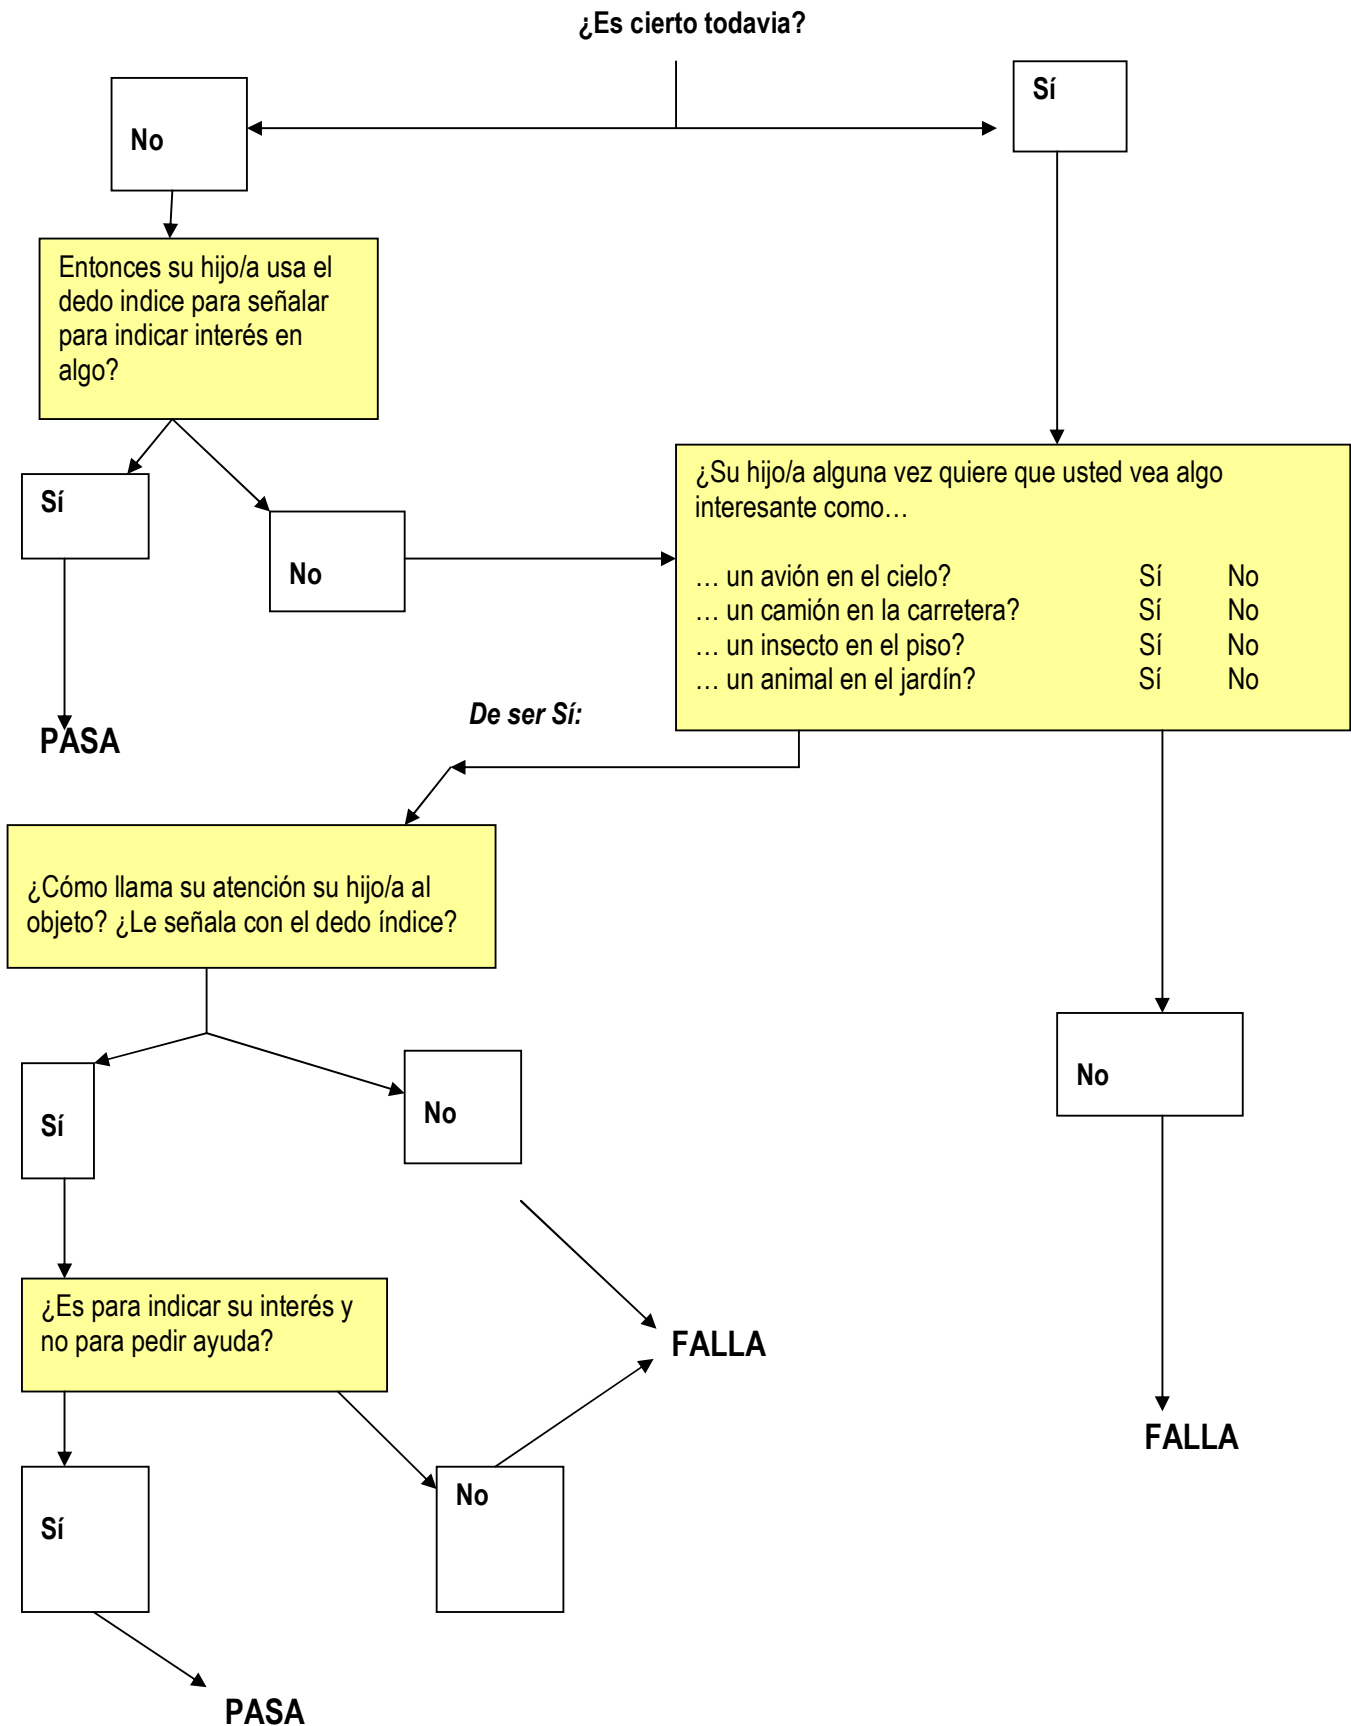 ¿Es cierto todavia?
Sí
No
Entonces su hijo/a usa el
dedo indice para señalar
para indicar interés en
algo?
Sí
No
¿Su hijo/a alguna vez quiere que usted vea algo
interesante como…
… un avión en el cielo? Sí No
… un camión en la carretera? Sí No
… un insecto en el piso? Sí No
… un animal en el jardín? Sí No
De ser Sí:
PASA
¿Cómo llama su atención su hijo/a al
objeto? ¿Le señala con el dedo índice?
Sí
No
No
¿Es para indicar su interés y
no para pedir ayuda?
FALLA
FALLA
Sí
No
PASA